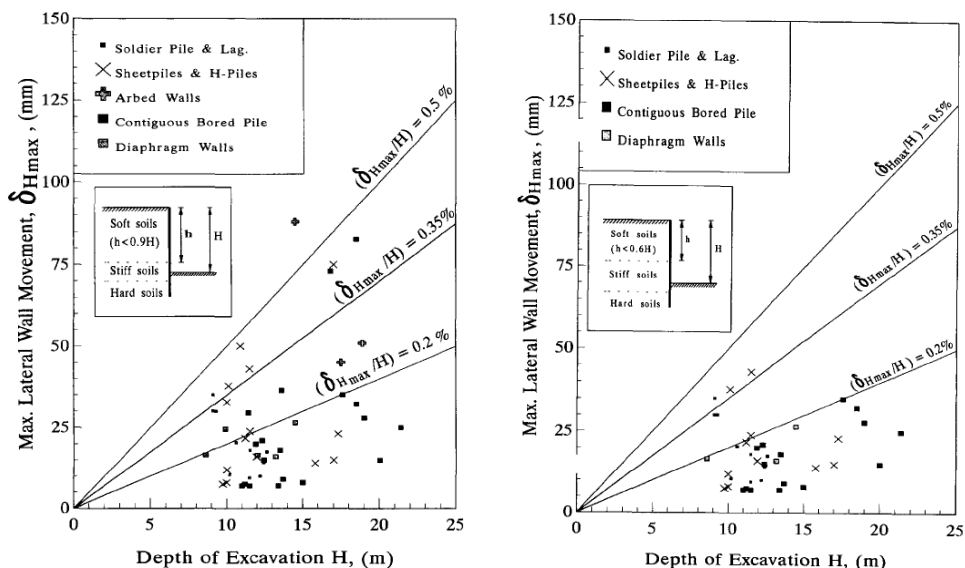 150
125
100
75
50
25
0
0
5
10
15
20
25
Max. Lateral Wall Movement, δHmax , (mm)
Depth of Excavation H, (m)
Soldier Pile & Lag.
Sheetpiles & H-Piles
Arbed Walls
Contiguous Bored Pile
Diaphragm Walls
(δHmax/H) = 0.5 %
(δHmax/H) = 0.35%
(δHmax/H) = 0.2 %
Soft soils
(h<0.9H)
Stiff soils
Hard soils
h
H
150
125
100
75
50
25
0
0
5
10
15
20
25
Max. Lateral Wall Movement, δHmax , (mm)
Depth of Excavation H, (m)
Soldier Pile & Lag.
Sheetpiles & H-Piles
Contiguous Bored Pile
Diaphragm Walls
(δHmax/H) = 0.5%
(δHmax/H) = 0.35%
(δHmax/H) = 0.2%
Soft soils
(h<0.6H)
Stiff soils
Hard soils
h
H